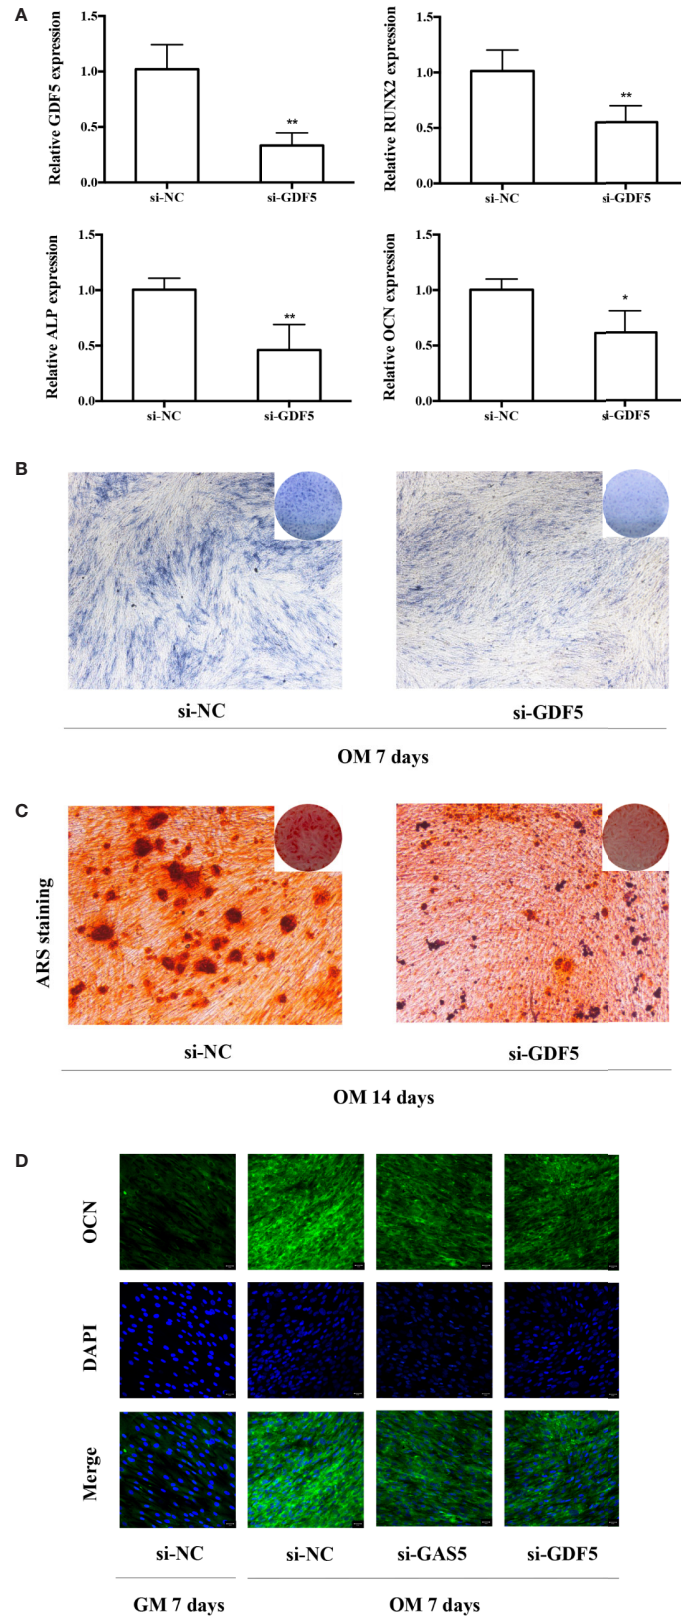 A
Relative GDF5 expression
1.5
1.0
0.5
0.0
**
si-NC
si-GDF5
Relative RUNX2 expression
1.5
1.0
0.5
0.0
**
si-NC
si-GDF5
Relative ALP expression
1.5
1.0
0.5
0.0
**
si-NC
si-GDF5
Relative OCN expression
1.5
1.0
0.5
0.0
*
si-NC
si-GDF5
B
si-NC
si-GDF5
OM 7 days
C
ARS staining
si-NC
si-GDF5
OM 14 days
D
OCN
DAPI
Merge
si-NC
si-NC
si-GAS5
si-GDF5
GM 7 days
OM 7 days